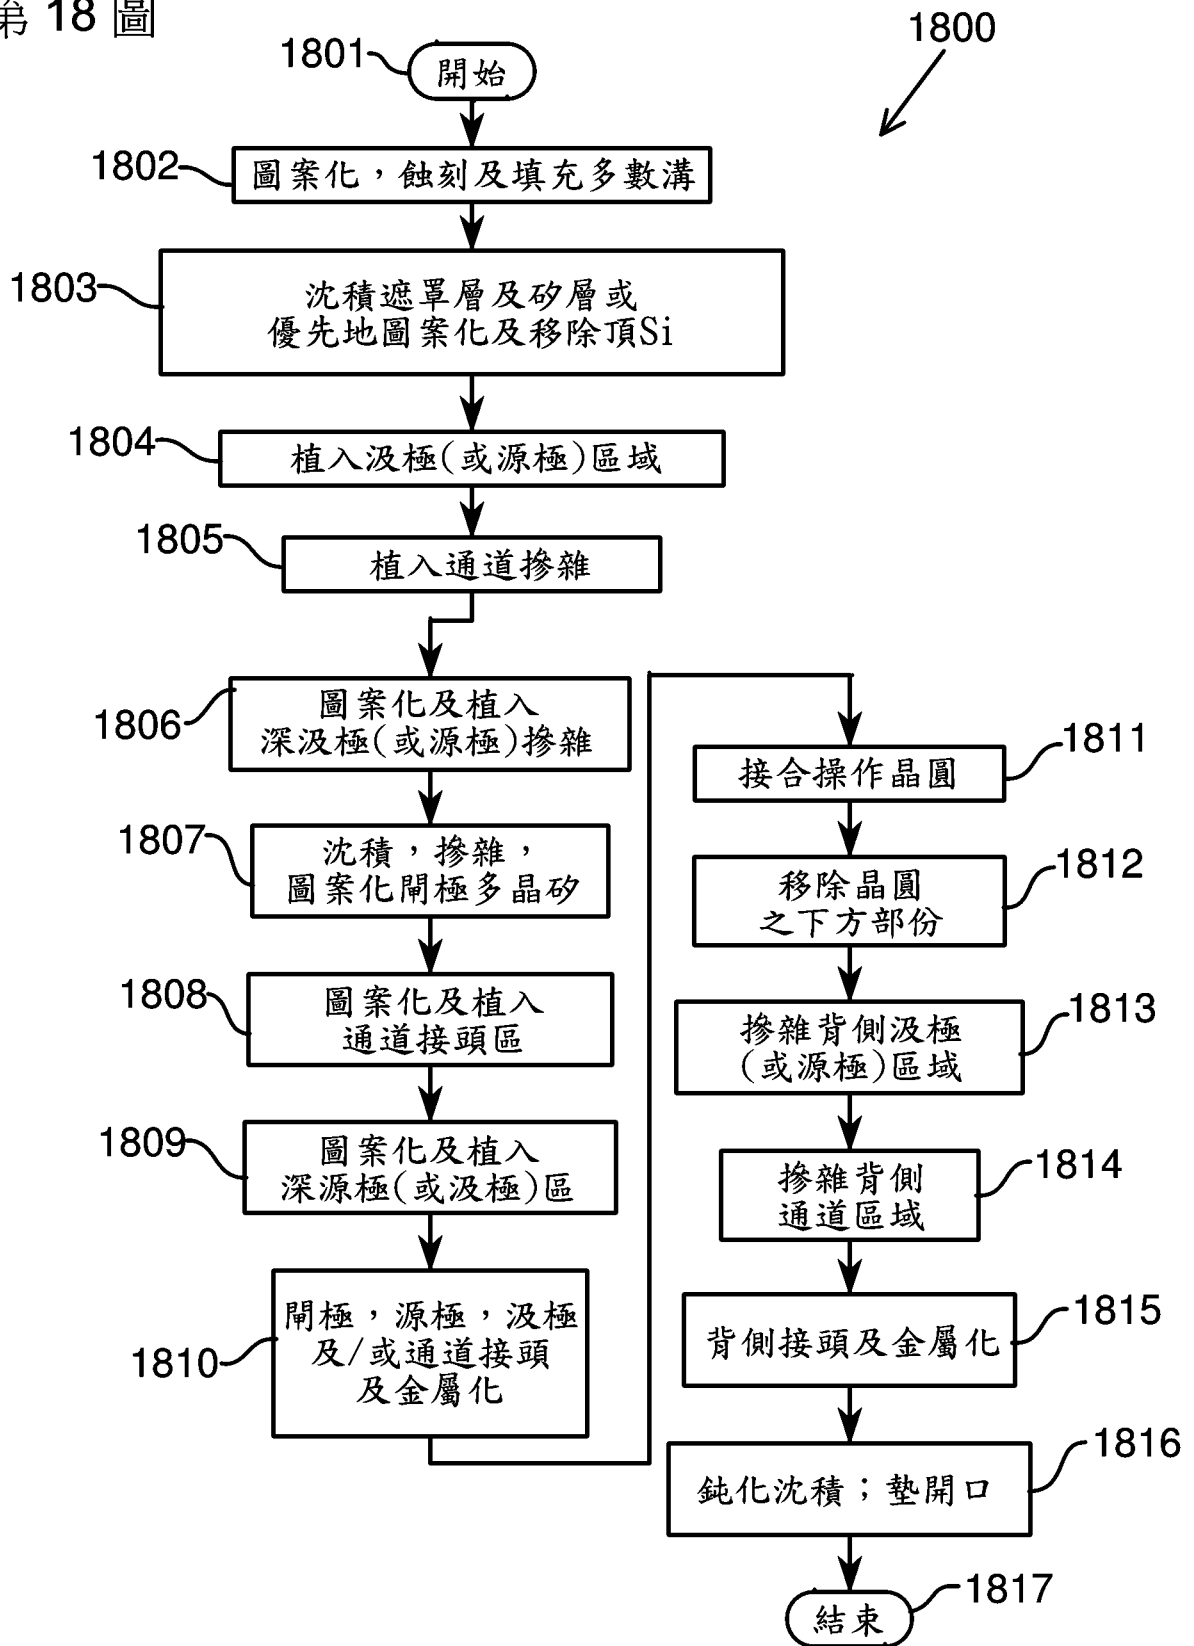 第 18 圖
1800
1801
開始
1802
圖案化，蝕刻及填充多數溝
1803
沈積遮罩層及矽層或
優先地圖案化及移除頂Si
1804
植入汲極(或源極)區域
1805
植入通道摻雜
1806
圖案化及植入
深汲極(或源極)摻雜
1807
沈積，摻雜，
圖案化閘極多晶矽
1808
圖案化及植入
通道接頭區
1809
圖案化及植入
深源極(或汲極)區
1810
閘極，源極，汲極
及/或通道接頭
及金屬化
1811
接合操作晶圓
1812
移除晶圓
之下方部份
1813
摻雜背側汲極
(或源極)區域
1814
摻雜背側
通道區域
1815
背側接頭及金屬化
1816
鈍化沈積；墊開口
1817
結束